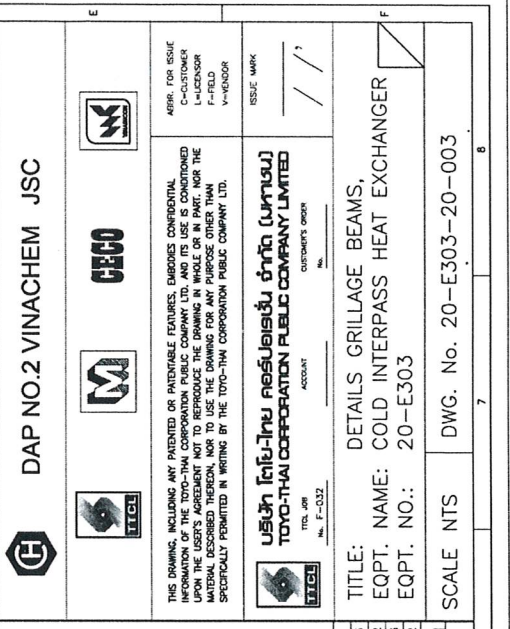 E
DAP NO.2 VINACHEM JSC
TTCL
CECO
THIS DRAWING, INCLUDING ANY PATENTED OR PATENTABLE FEATURES, EMBODIES CONFIDENTIAL
INFORMATION OF THE TOYO-THAI CORPORATION PUBLIC COMPANY LTD. AND ITS USE IS CONDITIONED
UPON THE USER'S AGREEMENT NOT TO REPRODUCE THE DRAWING IN WHOLE OR IN PART. NOR THE
MATERIAL DESCRIBED THEREON, NOR TO USE THE DRAWING FOR ANY PURPOSE OTHER THAN
SPECIFICALLY PERMITTED IN WRITING BY THE TOYO-THAI CORPORATION PUBLIC COMPANY LTD.
ABBR. FOR ISSUE
C=CUSTOMER
L=LICENSOR
F=FIELD
V=VENDOR
TTCL
บริษัท โตโย-ไทย คอร์ปอเรชั่น จำกัด (มหาชน)
TOYO-THAI CORPORATION PUBLIC COMPANY LIMITED
TTCL JOB ACCOUNT CUSTOMER'S ORDER
No. F-032 No.
ISSUE MARK
TITLE: DETAILS GRILLAGE BEAMS,
EQPT. NAME: COLD INTERPASS HEAT EXCHANGER
EQPT. NO.: 20-E303
F
SCALE NTS DWG. No. 20-E303-20-003
7 8